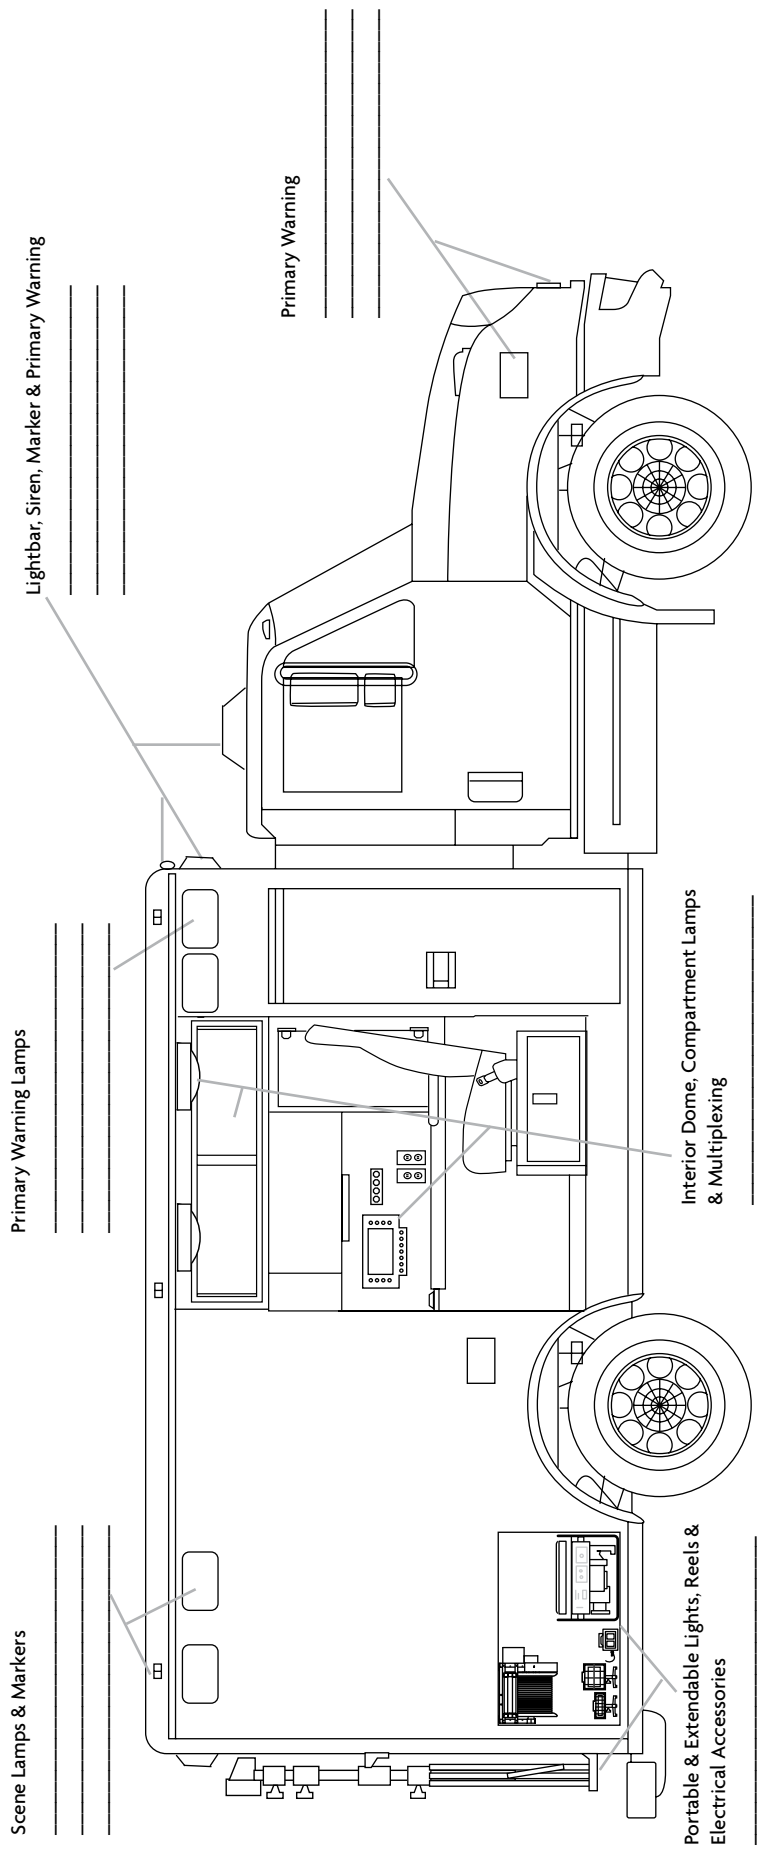 Scene Lamps & Markers
Primary Warning Lamps
Lightbar, Siren, Marker & Primary Warning
Primary Warning
Portable & Extendable Lights, Reels &
Electrical Accessories
Interior Dome, Compartment Lamps
& Multiplexing